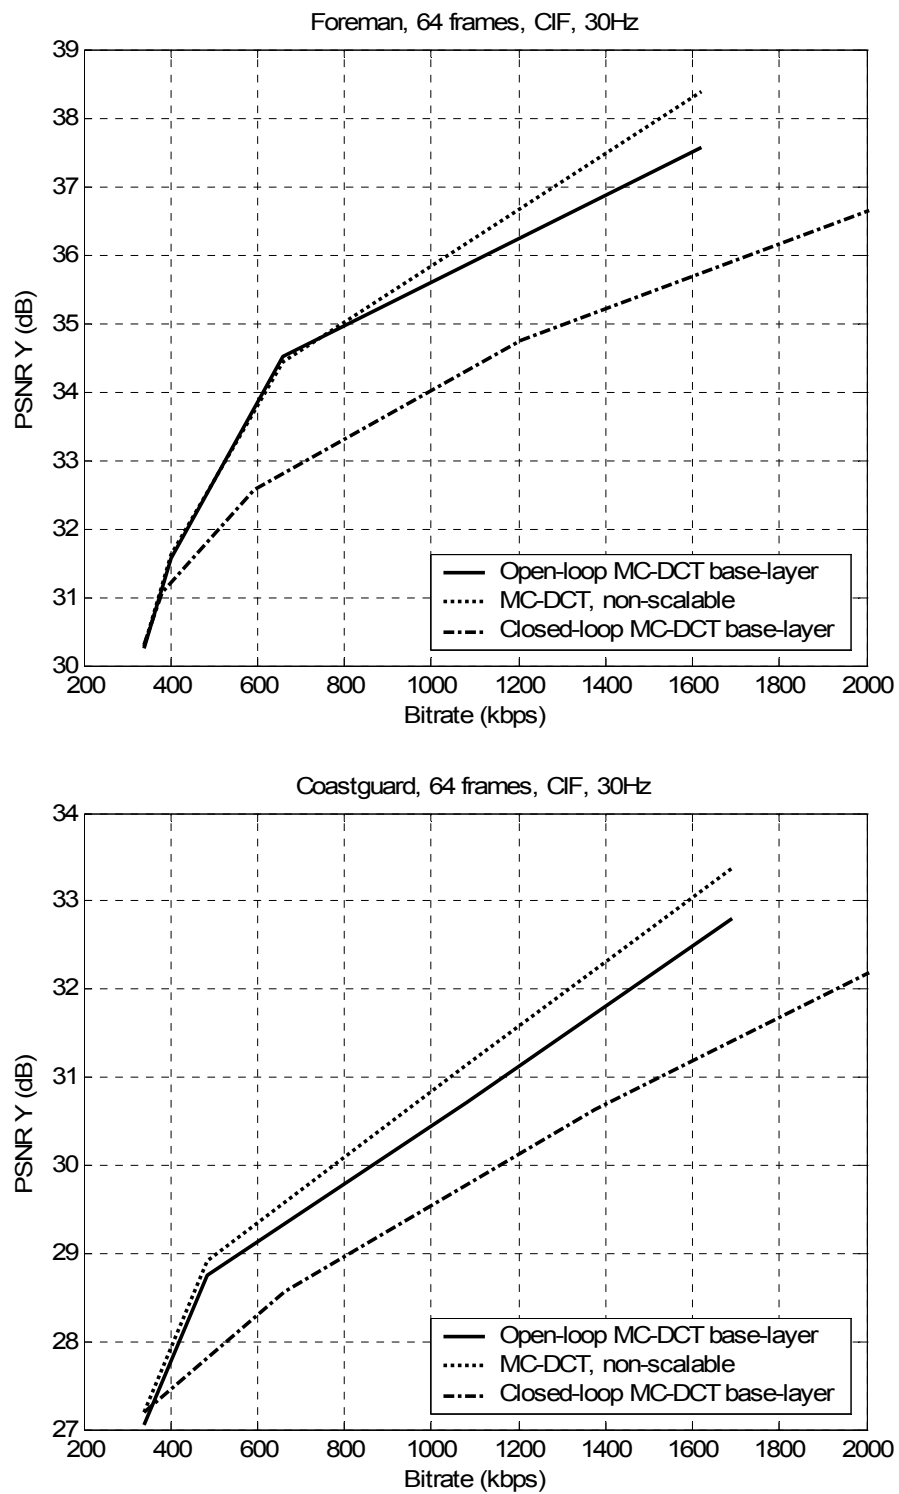 Foreman, 64 frames, CIF, 30Hz
39
38
37
36
35
34
33
32
31
30
PSNR Y (dB)
Open-loop MC-DCT base-layer
MC-DCT, non-scalable
Closed-loop MC-DCT base-layer
200 400 600 800 1000 1200 1400 1600 1800 2000
Bitrate (kbps)
Coastguard, 64 frames, CIF, 30Hz
34
33
32
31
30
29
28
27
PSNR Y (dB)
Open-loop MC-DCT base-layer
MC-DCT, non-scalable
Closed-loop MC-DCT base-layer
200 400 600 800 1000 1200 1400 1600 1800 2000
Bitrate (kbps)